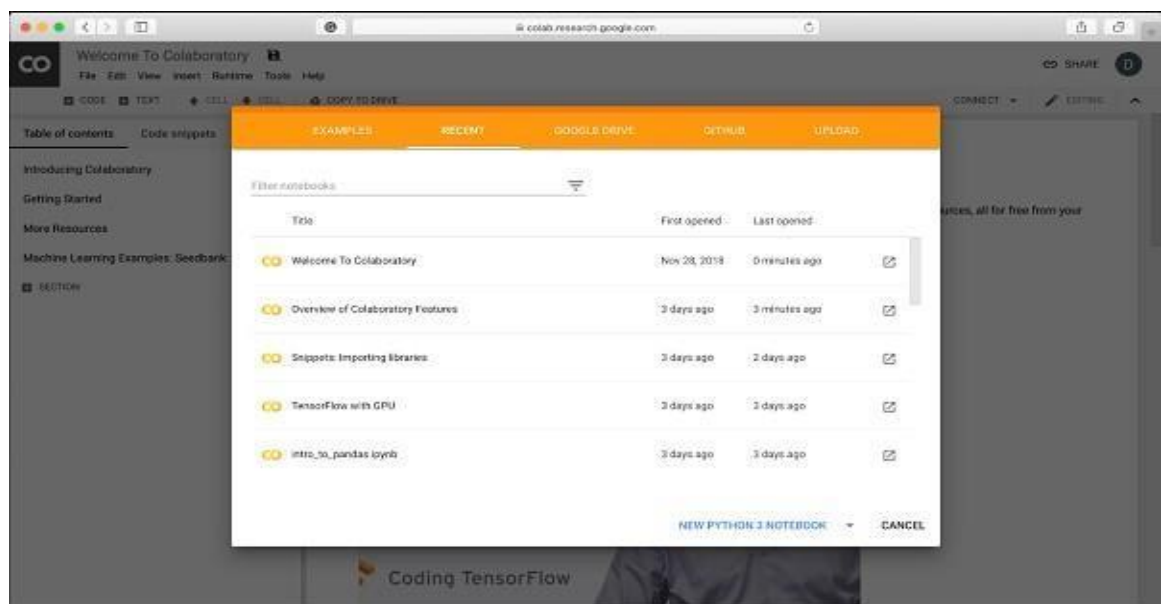 colab.research.google.com
CO Welcome To Colaboratory
File Edit View Insert Runtime Tools Help
SHARE D
CODE TEXT CELL CELL COPY TO DRIVE
CONNECT EDITING
Table of contents Code snippets
EXAMPLES RECENT GOOGLE DRIVE GITHUB UPLOAD
Introducing Colaboratory
Getting Started
More Resources
Machine Learning Examples: Seedbank
SECTION
Filter notebooks
Title First opened Last opened
CO Welcome To Colaboratory Nov 28, 2018 0 minutes ago
CO Overview of Colaboratory Features 3 days ago 3 minutes ago
CO Snippets: Importing libraries 3 days ago 2 days ago
CO TensorFlow with GPU 3 days ago 3 days ago
CO intro_to_pandas.ipynb 3 days ago 3 days ago
all for free from your
NEW PYTHON 3 NOTEBOOK CANCEL
Coding TensorFlow